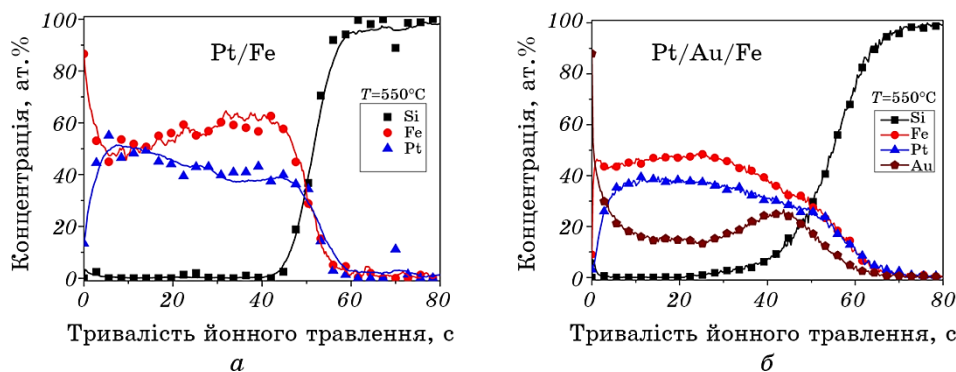 Концентрація, ат.%
100
80
60
40
20
0
Pt/Fe
T=550°C
Si
Fe
Pt
0 20 40 60 80
Тривалість йонного травлення, с
а
Концентрація, ат.%
100
80
60
40
20
0
Pt/Au/Fe
T=550°C
Si
Fe
Pt
Au
0 20 40 60 80
Тривалість йонного травлення, с
б